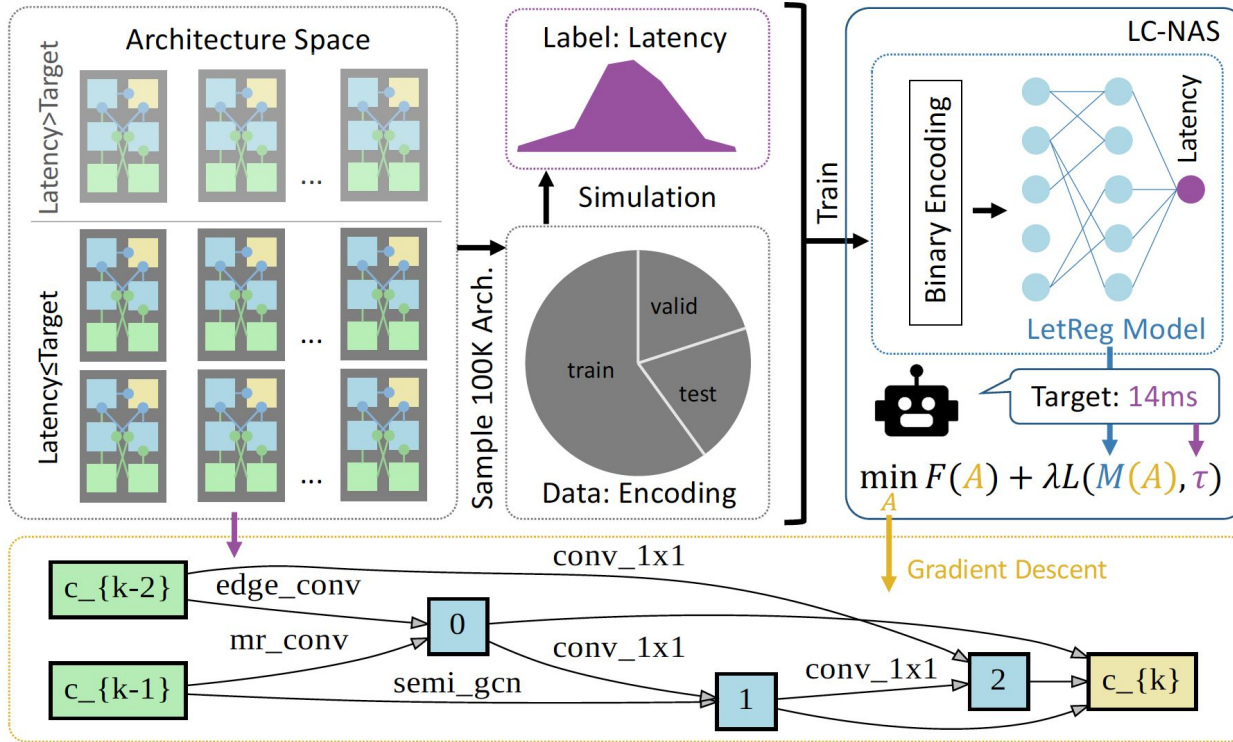 Architecture Space
Latency>Target
...
Latency≤Target
...
...
Sample 100K Arch.
Label: Latency
Simulation
valid
train
test
Data: Encoding
Train
LC-NAS
Binary Encoding
Latency
LetReg Model
Target: 14ms
min F(A) + λL(M(A), τ)
A
Gradient Descent
c_{k-2}
edge_conv
conv_1x1
mr_conv
0
c_{k-1}
semi_gcn
conv_1x1
1
conv_1x1
2
c_{k}